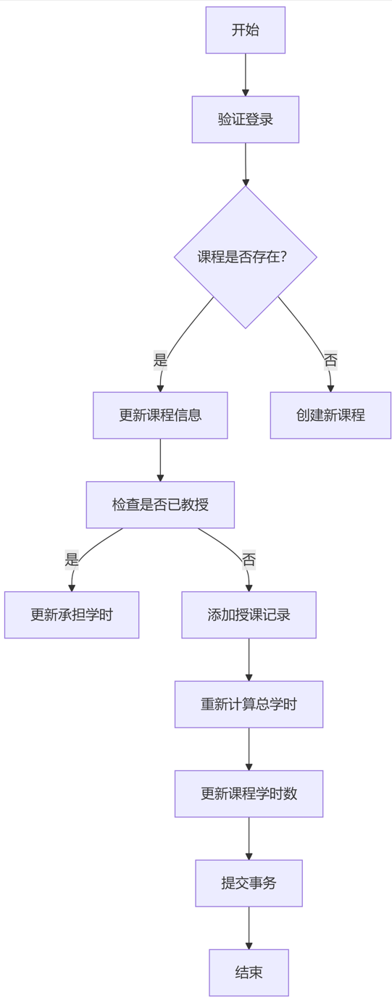 开始
验证登录
课程是否存在？
是
否
更新课程信息
创建新课程
检查是否已教授
是
否
更新承担学时
添加授课记录
重新计算总学时
更新课程学时数
提交事务
结束